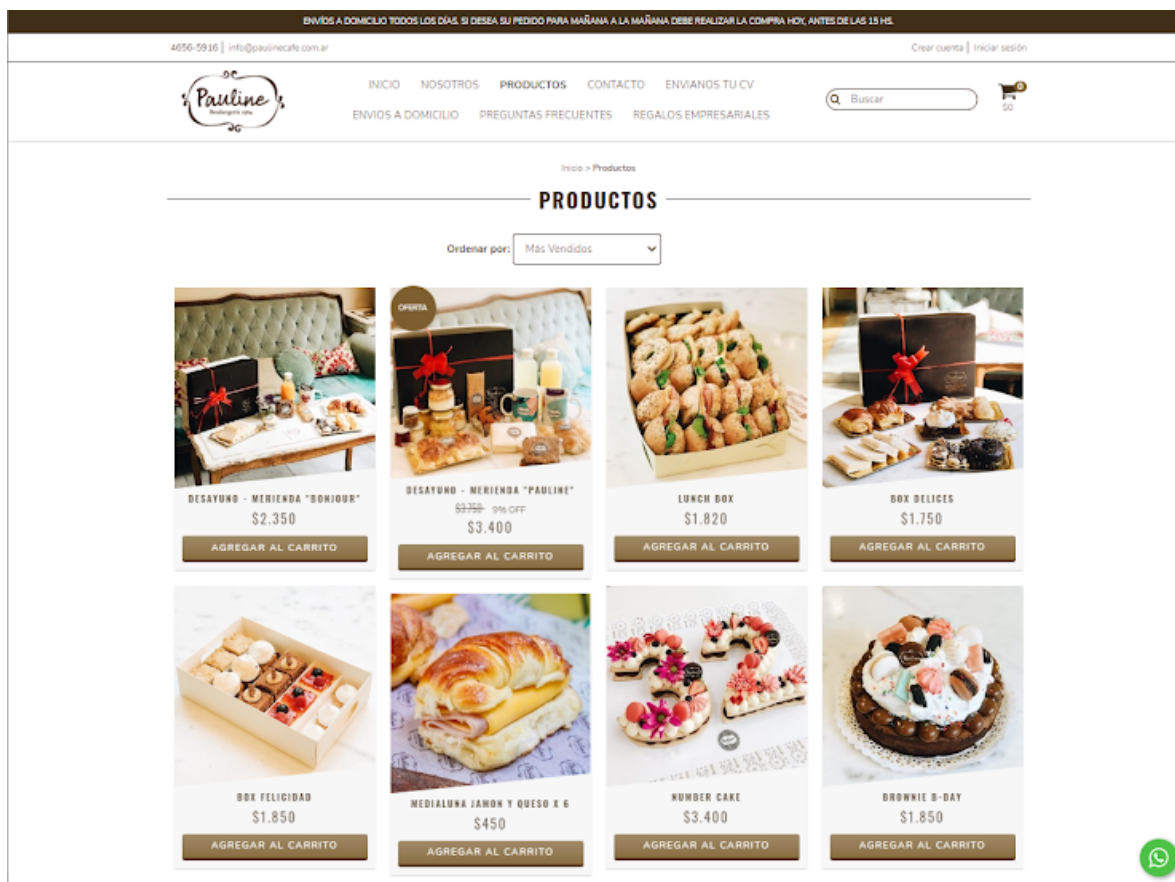 ENVÍOS A DOMICILIO TODOS LOS DÍAS. SI DESEA SU PEDIDO PARA MAÑANA A LA MAÑANA DEBE REALIZAR LA COMPRA HOY, ANTES DE LAS 15 HS.
4656-5916 | info@paulinecafe.com.ar
Crear cuenta | Iniciar sesión
Pauline
INICIO NOSOTROS PRODUCTOS CONTACTO ENVIANOS TU CV
ENVIOS A DOMICILIO PREGUNTAS FRECUENTES REGALOS EMPRESARIALES
Buscar
0
$0
Inicio > Productos
PRODUCTOS
Ordenar por: Más Vendidos
OFERTA
DESAYUNO - MERIENDA "BONJOUR"
$2.350
AGREGAR AL CARRITO
DESAYUNO - MERIENDA "PAULINE"
$3.750 9% OFF
$3.400
AGREGAR AL CARRITO
LUNCH BOX
$1.820
AGREGAR AL CARRITO
BOX DELICES
$1.750
AGREGAR AL CARRITO
BOX FELICIDAD
$1.850
AGREGAR AL CARRITO
MEDIALUNA JAMON Y QUESO X 6
$450
AGREGAR AL CARRITO
NUMBER CAKE
$3.400
AGREGAR AL CARRITO
BROWNIE B-DAY
$1.850
AGREGAR AL CARRITO